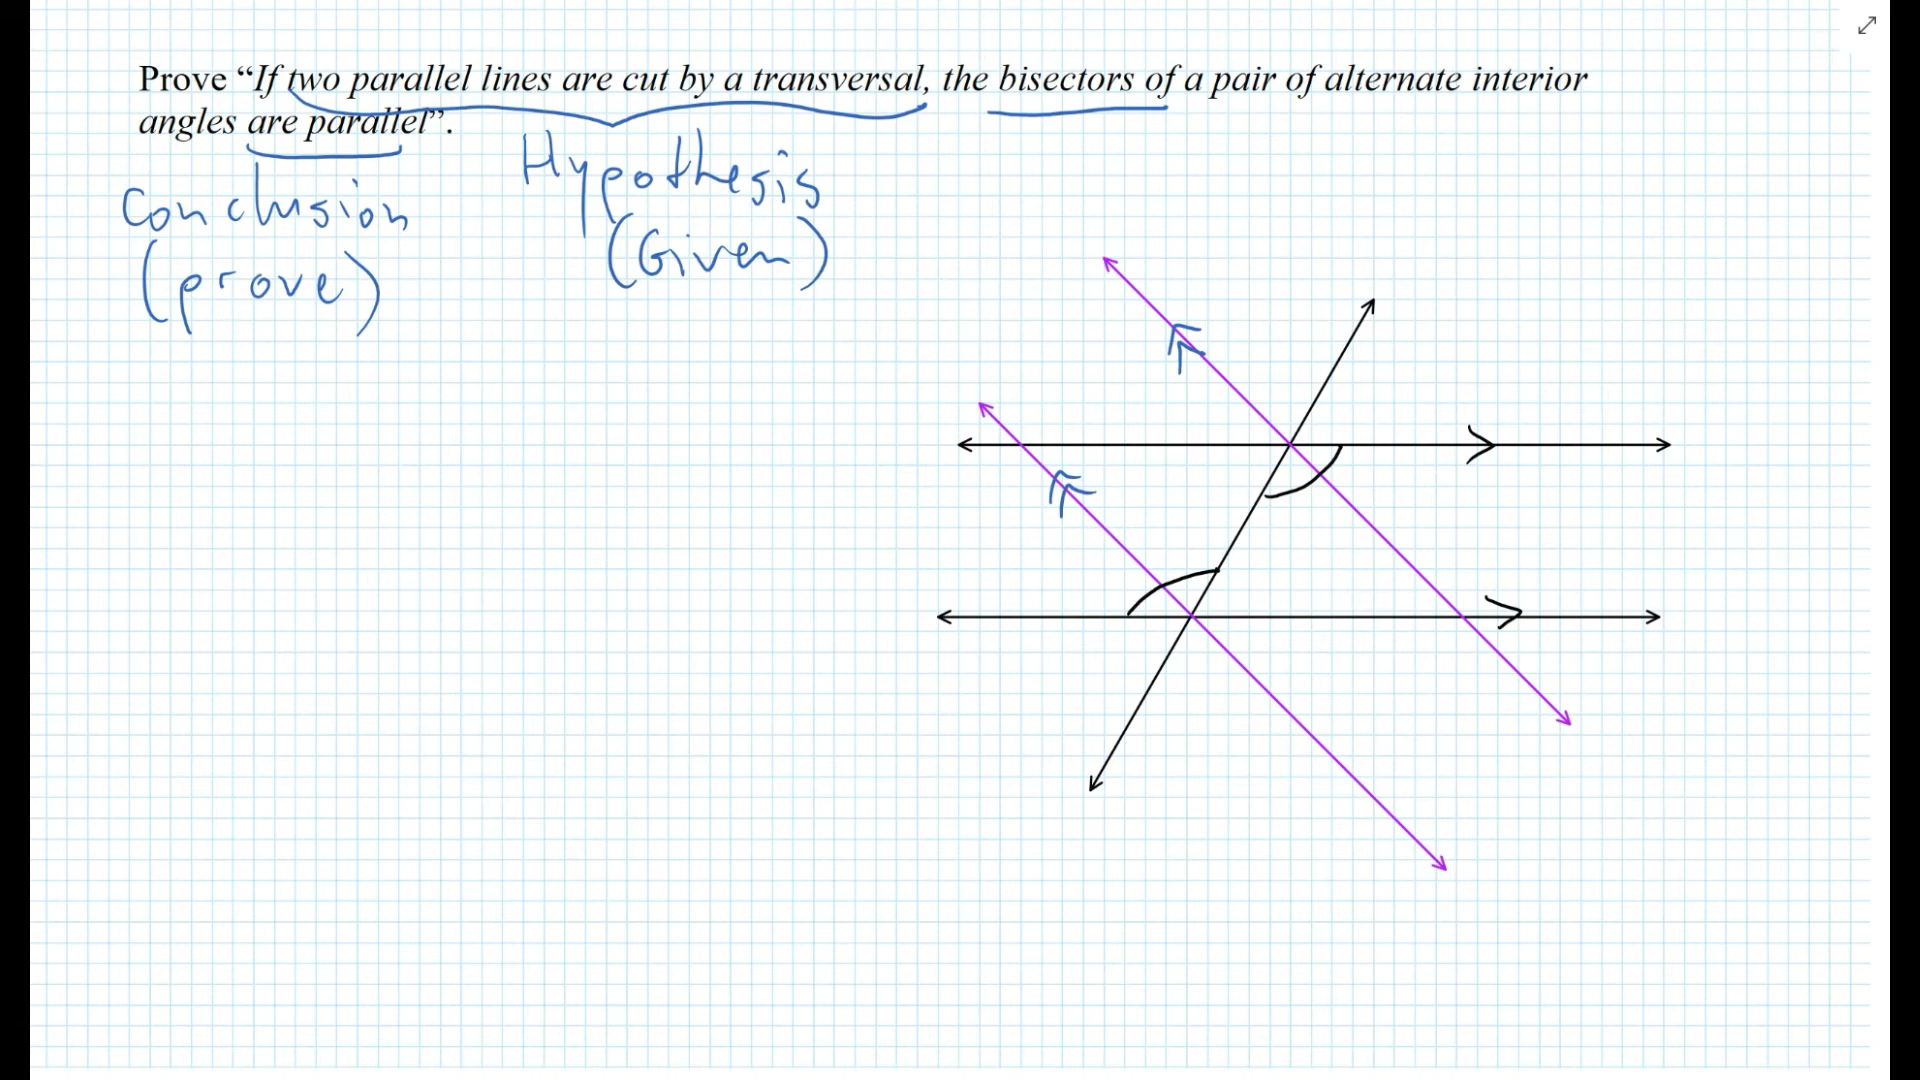 Prove “If two parallel lines are cut by a transversal, the bisectors of a pair of alternate interior
angles are parallel”.
Hypothesis
(Given)
Conclusion
(prove)